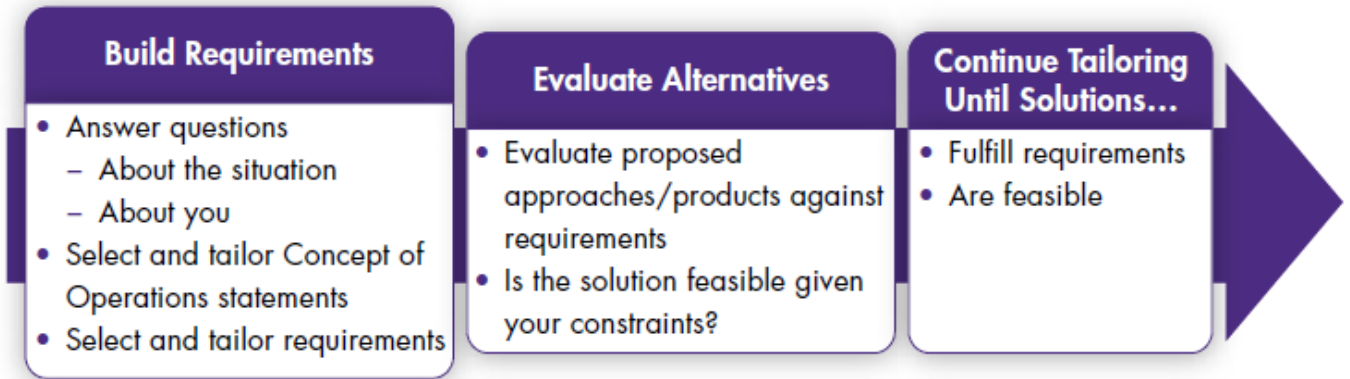 Build Requirements
• Answer questions
– About the situation
– About you
• Select and tailor Concept of
Operations statements
• Select and tailor requirements
Evaluate Alternatives
• Evaluate proposed
approaches/products against
requirements
• Is the solution feasible given
your constraints?
Continue Tailoring
Until Solutions...
• Fulfill requirements
• Are feasible